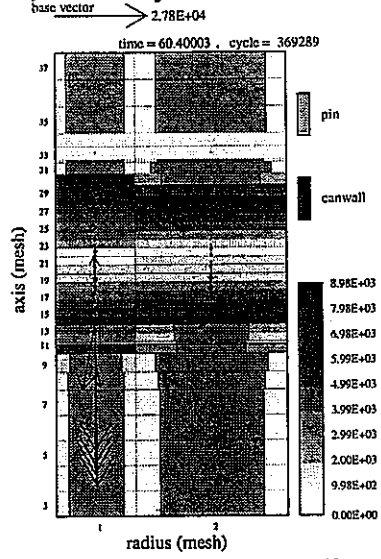 base vector
2.78E+04
time = 60.40003 , cycle = 369289
37
35
33
31
29
27
25
23
21
19
17
15
13
11
9
7
5
3
axis (mesh)
1
2
radius (mesh)
pin
canwall
8.98E+03
7.98E+03
6.98E+03
5.99E+03
4.99E+03
3.99E+03
2.99E+03
2.00E+03
9.98E+02
0.00E+00